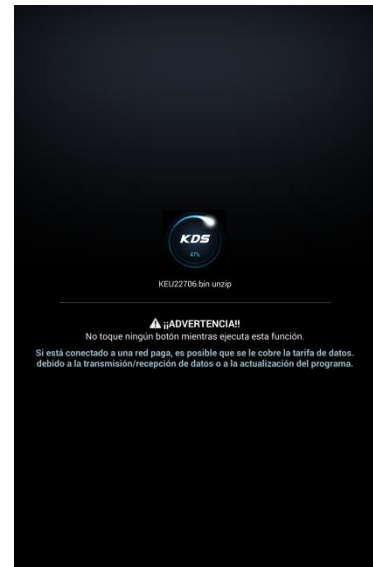 KDS
47%
KEU22706.bin unzip
¡¡ADVERTENCIA!!
No toque ningún botón mientras ejecuta esta función.
Si está conectado a una red paga, es posible que se le cobre la tarifa de datos.
debido a la transmisión/recepción de datos o a la actualización del programa.